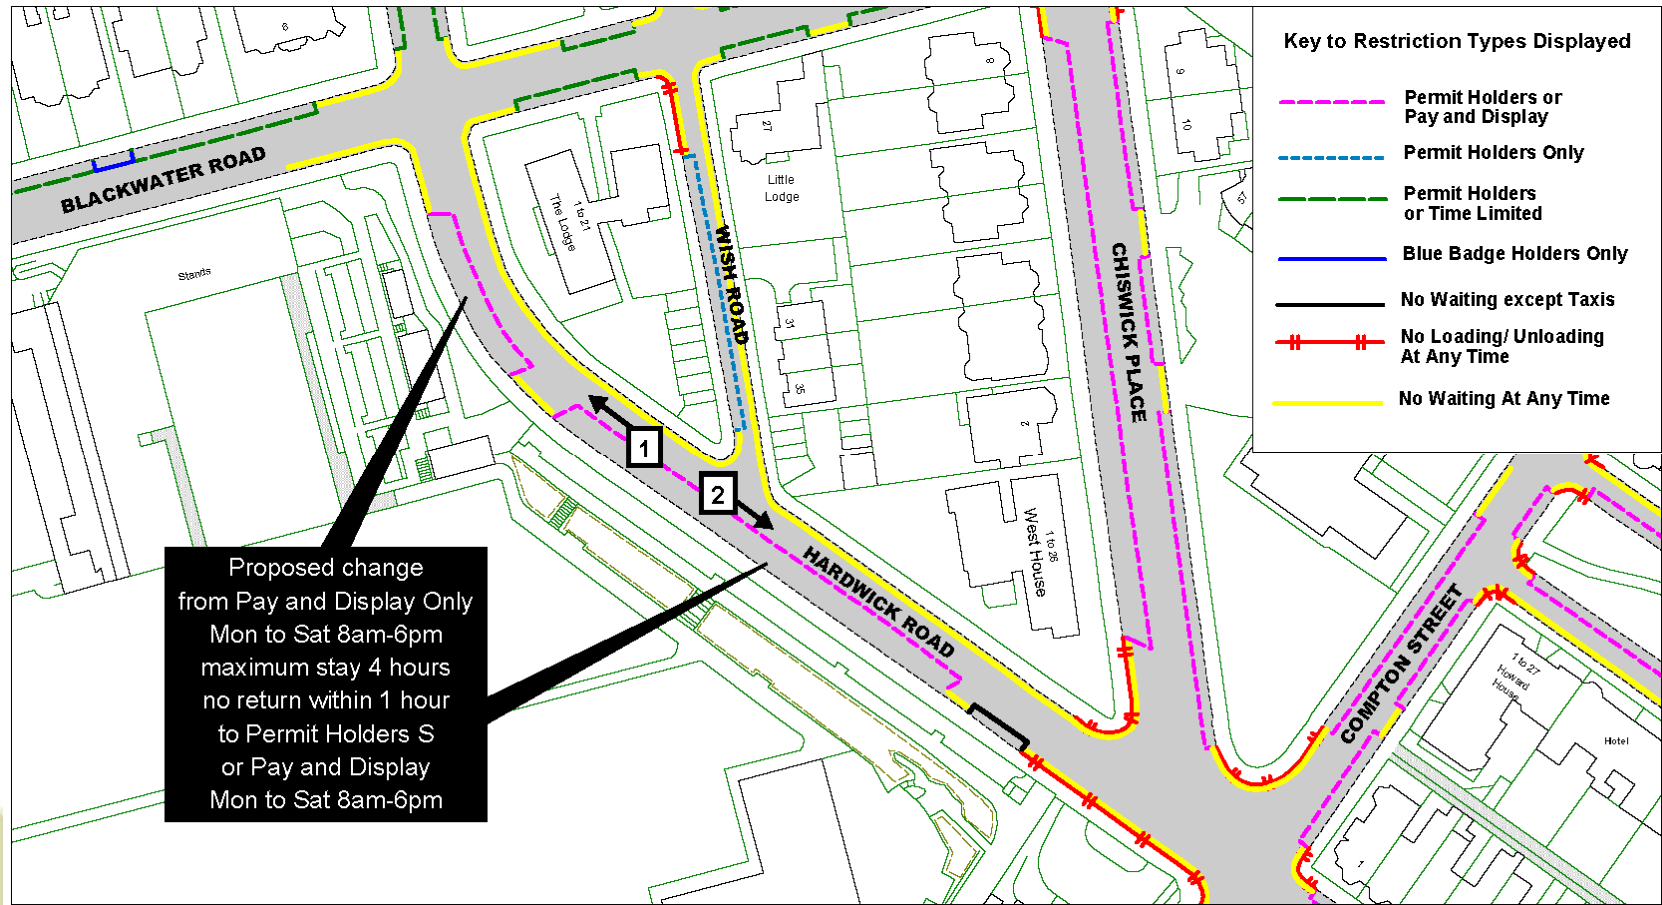 Key to Restriction Types Displayed
Permit Holders or
Pay and Display
Permit Holders Only
Permit Holders
or Time Limited
Blue Badge Holders Only
No Waiting except Taxis
No Loading/ Unloading
At Any Time
No Waiting At Any Time
6
8
9
10
27
BLACKWATER ROAD
Little
Lodge
1 to 21
The Lodge
WISH ROAD
CHISWICK PLACE
Stands
31
35
2
1
2
1 to 26
West House
HARDWICK ROAD
COMPTON STREET
1 to 27
Howard
House
Hotel
1
Proposed change
from Pay and Display Only
Mon to Sat 8am-6pm
maximum stay 4 hours
no return within 1 hour
to Permit Holders S
or Pay and Display
Mon to Sat 8am-6pm